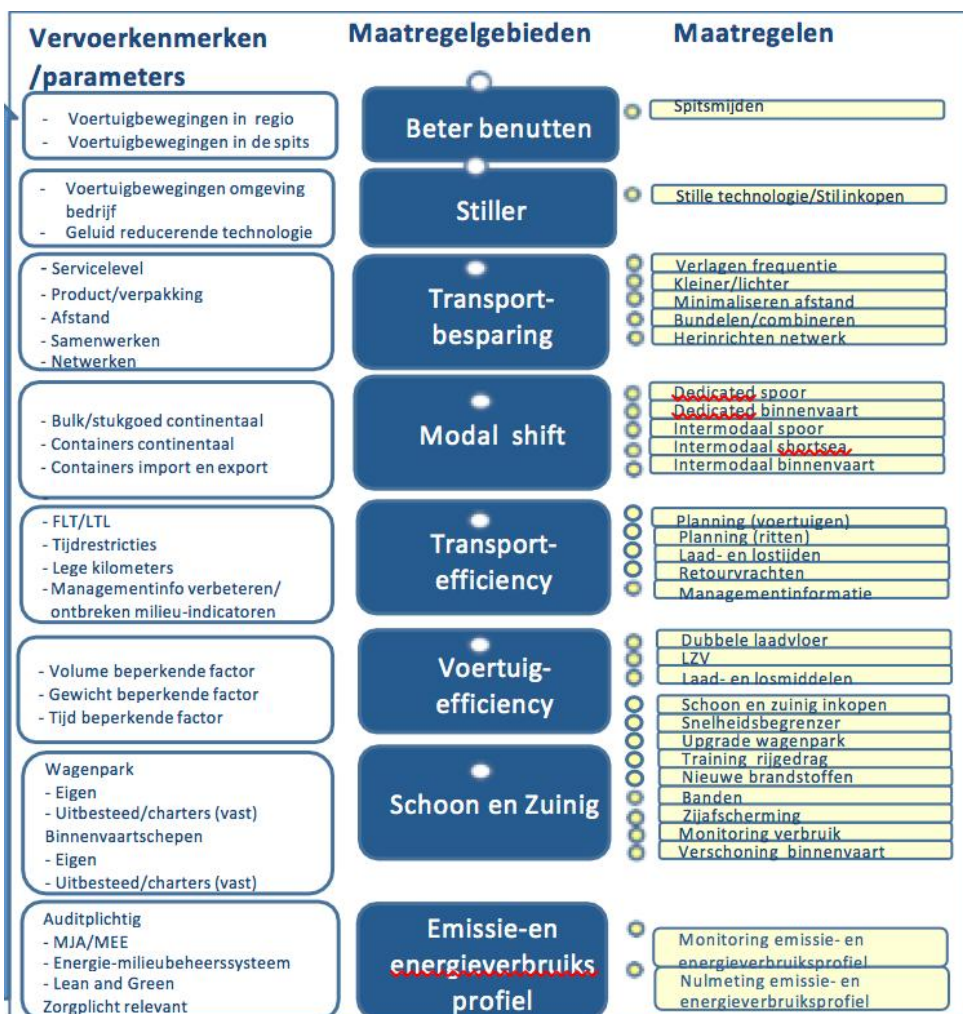 Vervoerkenmerken
/parameters
Maatregelgebieden
Maatregelen
- Voertuigbewegingen in regio
- Voertuigbewegingen in de spits
Beter benutten
Spitsmijden
- Voertuigbewegingen omgeving
bedrijf
- Geluid reducerende technologie
Stiller
Stille technologie/Stil inkopen
- Servicelevel
- Product/verpakking
- Afstand
- Samenwerken
- Netwerken
Transport-
besparing
Verlagen frequentie
Kleiner/lichter
Minimaliseren afstand
Bundelen/combineren
Herinrichten netwerk
- Bulk/stukgoed continentaal
- Containers continentaal
- Containers import en export
Modal shift
Dedicated spoor
Dedicated binnenvaart
Intermodaal spoor
Intermodaal shortsea
Intermodaal binnenvaart
- FLT/LTL
- Tijdrestricties
- Lege kilometers
- Managementinfo verbeteren/
ontbreken milieu-indicatoren
Transport-
efficiency
Planning (voertuigen)
Planning (ritten)
Laad- en lostijden
Retourvrachten
Managementinformatie
- Volume beperkende factor
- Gewicht beperkende factor
- Tijd beperkende factor
Voertuig-
efficiency
Dubbele laadvloer
LZV
Laad- en losmiddelen
Wagenpark
- Eigen
- Uitbesteed/charters (vast)
Binnenvaartschepen
- Eigen
- Uitbesteed/charters (vast)
Schoon en Zuinig
Schoon en zuinig inkopen
Snelheidsbegrenzer
Upgrade wagenpark
Training rijgedrag
Nieuwe brandstoffen
Banden
Zijafscherming
Monitoring verbruik
Verschoning binnenvaart
Auditplichtig
- MJA/MEE
- Energie-milieubeheerssysteem
- Lean and Green
Zorgplicht relevant
Emissie-en
energieverbruiks
profiel
Monitoring emissie- en
energieverbruiksprofiel
Nulmeting emissie- en
energieverbruiksprofiel